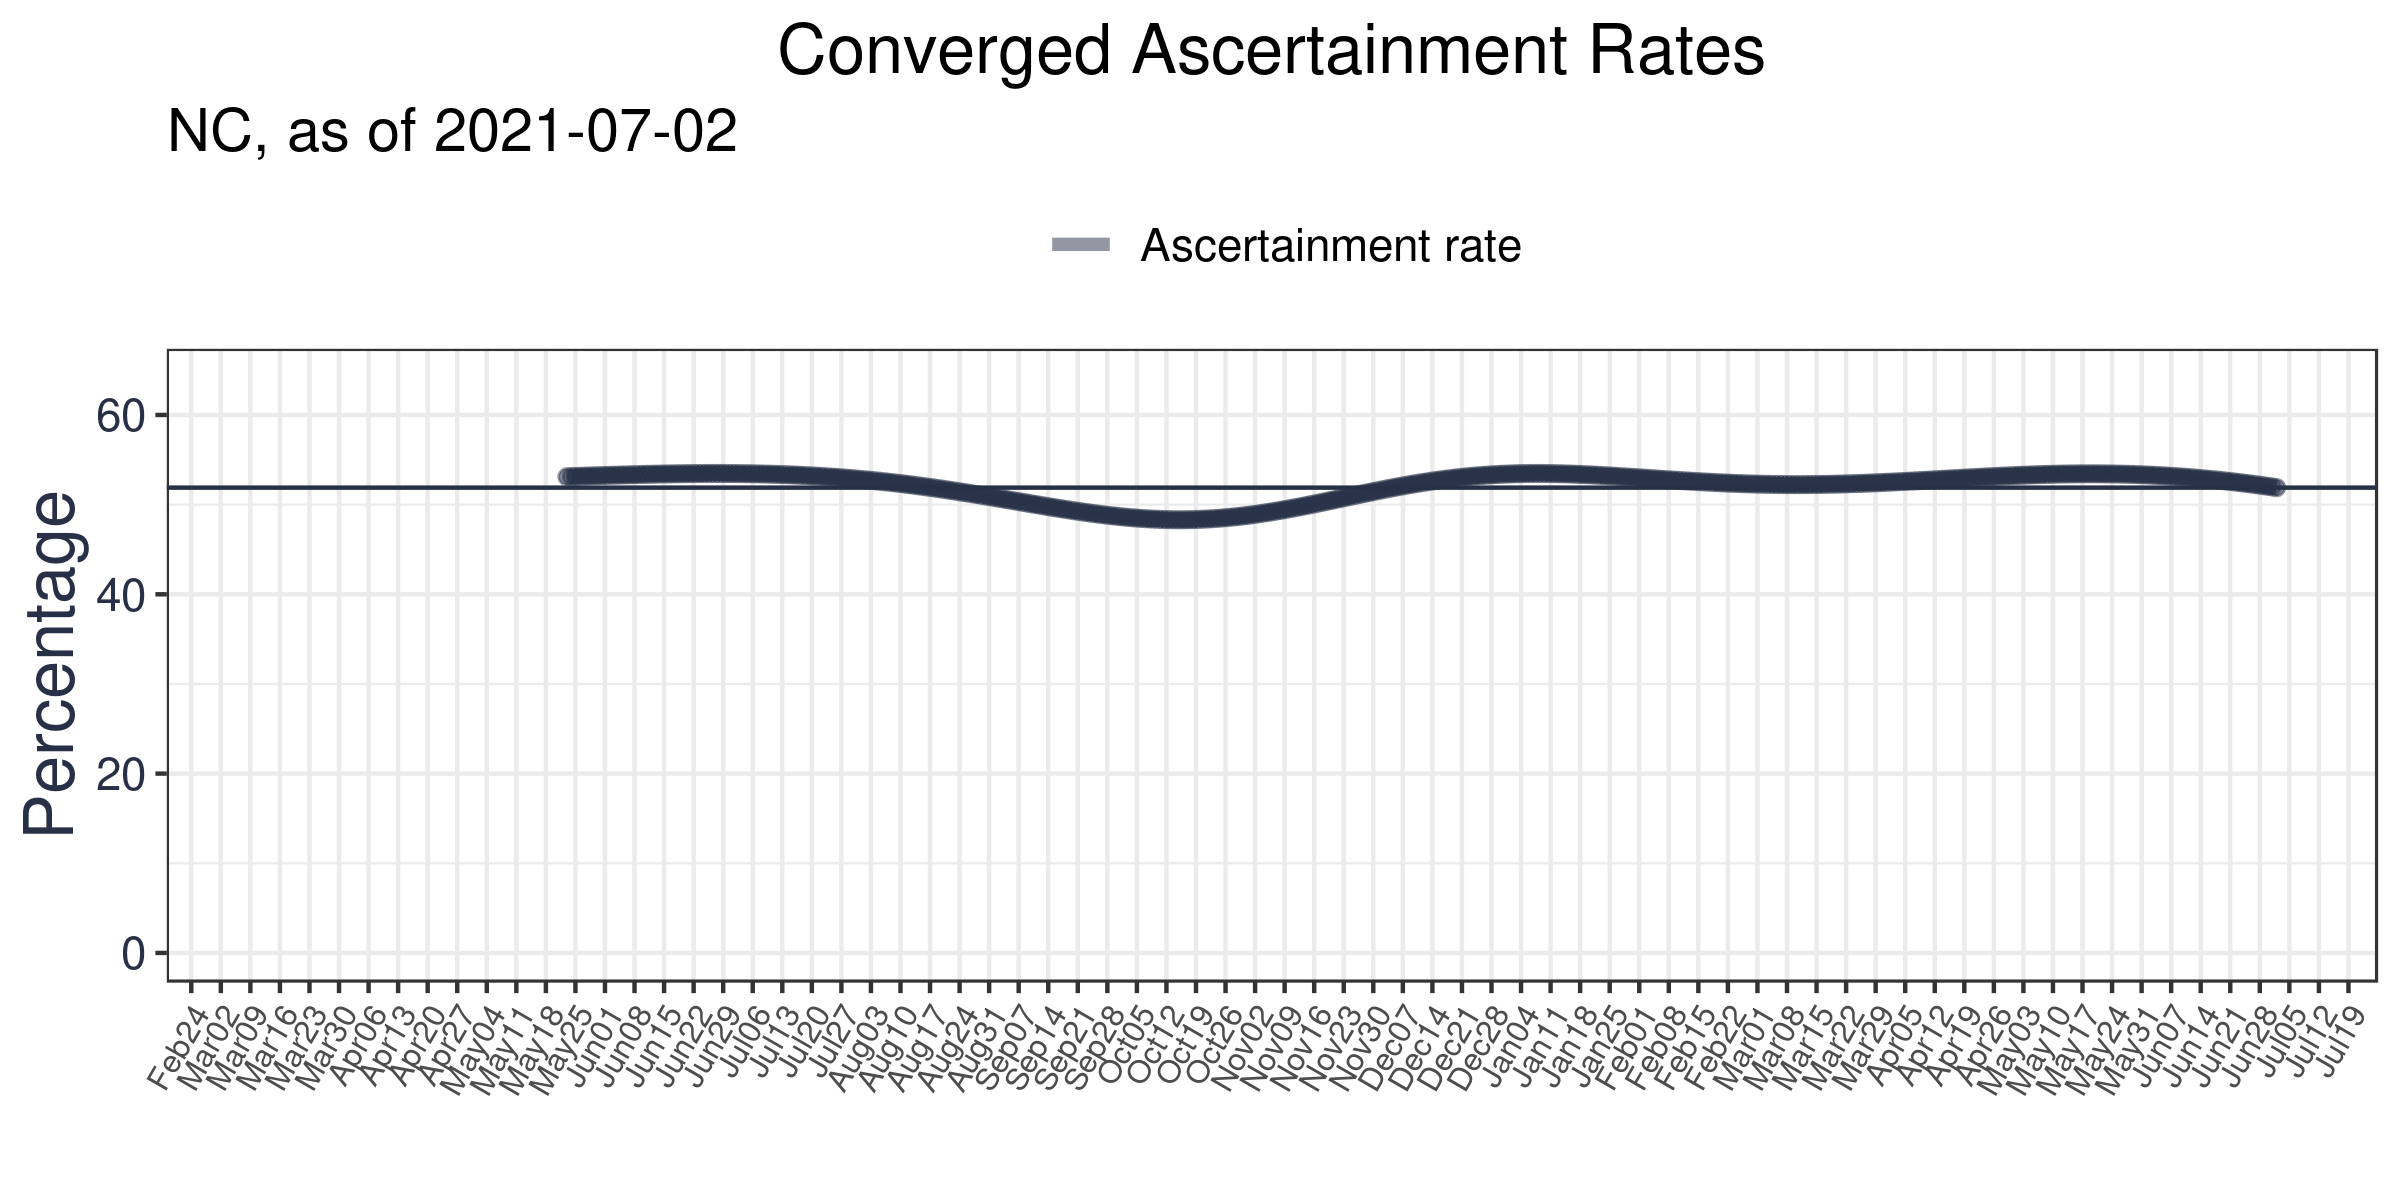 Converged Ascertainment Rates
NC, as of 2021-07-02
Ascertainment rate
Percentage
60
40
20
0
Feb24
Mar02
Mar09
Mar16
Mar23
Mar30
Apr06
Apr13
Apr20
Apr27
May04
May11
May18
May25
Jun01
Jun08
Jun15
Jun22
Jun29
Jul06
Jul13
Jul20
Jul27
Aug03
Aug10
Aug17
Aug24
Aug31
Sep07
Sep14
Sep21
Sep28
Oct05
Oct12
Oct19
Oct26
Nov02
Nov09
Nov16
Nov23
Nov30
Dec07
Dec14
Dec21
Dec28
Jan04
Jan11
Jan18
Jan25
Feb01
Feb08
Feb15
Feb22
Mar01
Mar08
Mar15
Mar22
Mar29
Apr05
Apr12
Apr19
Apr26
May03
May10
May17
May24
May31
Jun07
Jun14
Jun21
Jun28
Jul05
Jul12
Jul19